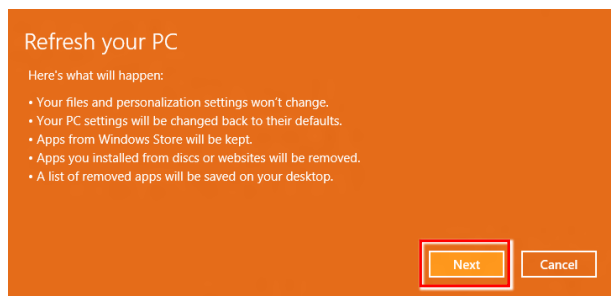 Refresh your PC
Here's what will happen:
• Your files and personalization settings won't change.
• Your PC settings will be changed back to their defaults.
• Apps from Windows Store will be kept.
• Apps you installed from discs or websites will be removed.
• A list of removed apps will be saved on your desktop.
Next Cancel